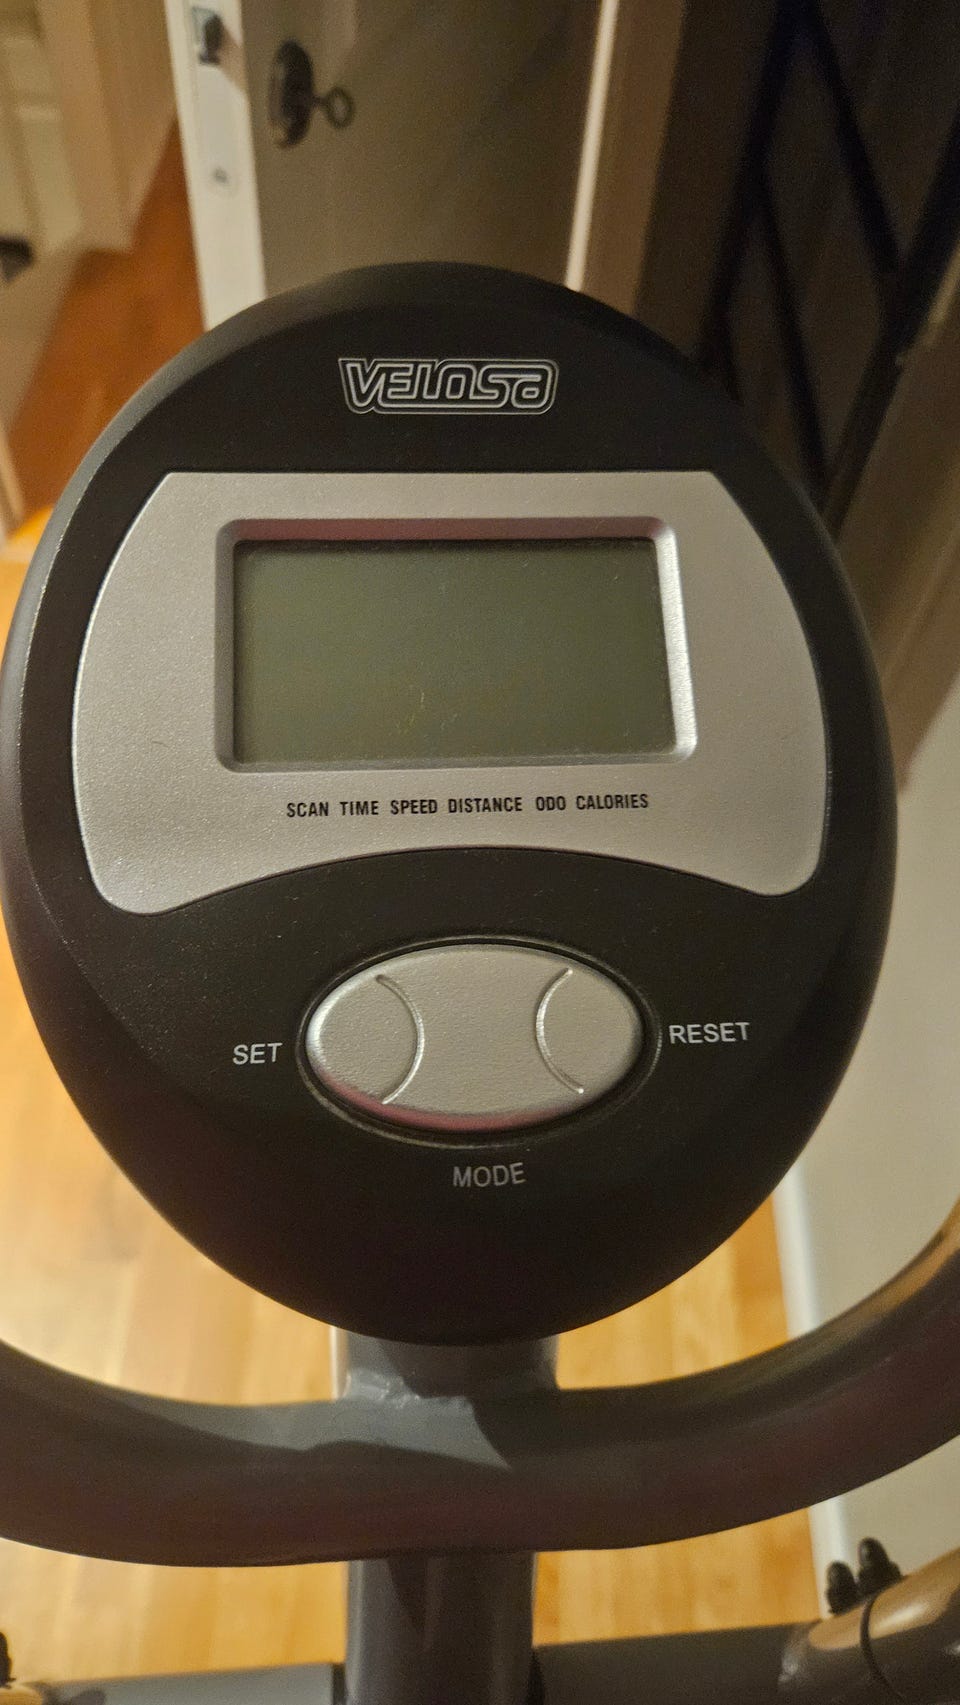 VELOSA
SCAN TIME SPEED DISTANCE ODO CALORIES
SET
RESET
MODE